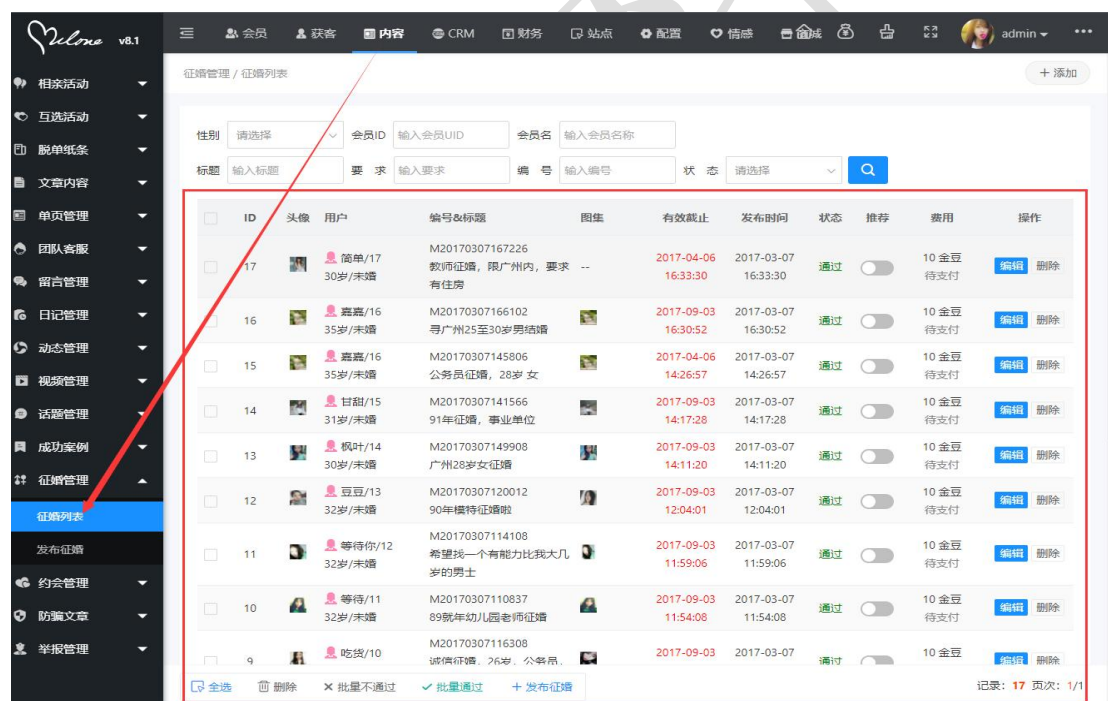 Milone v8.1
会员 获客 内容 CRM 财务 站点 配置 情感 admin
征婚管理 / 征婚列表 + 添加
相亲活动
互选活动
脱单纸条
文章内容
单页管理
团队客服
留言管理
日记管理
动态管理
视频管理
话题管理
成功案例
征婚管理
征婚列表
发布征婚
约会管理
防骗文章
举报管理
性别 请选择 会员ID 输入会员UID 会员名 输入会员名称
标题 输入标题 要 求 输入要求 编 号 输入编号 状 态 请选择
ID 头像 用户 编号&标题 图集 有效截止 发布时间 状态 推荐 费用 操作
M20170307167226
17 简单/17 教师征婚，限广州内，要求 -- 2017-04-06 2017-03-07 通过 10 金豆 编辑 删除
30岁/未婚 有住房 16:33:30 16:33:30 待支付
16 嘉嘉/16 M20170307166102 2017-09-03 2017-03-07 通过 10 金豆 编辑 删除
35岁/未婚 寻广州25至30岁男结婚 16:30:52 16:30:52 待支付
15 嘉嘉/16 M20170307145806 2017-04-06 2017-03-07 通过 10 金豆 编辑 删除
35岁/未婚 公务员征婚，28岁 女 14:26:57 14:26:57 待支付
14 甘甜/15 M20170307141566 2017-09-03 2017-03-07 通过 10 金豆 编辑 删除
31岁/未婚 91年征婚，事业单位 14:17:28 14:17:28 待支付
13 枫叶/14 M20170307149908 2017-09-03 2017-03-07 通过 10 金豆 编辑 删除
30岁/未婚 广州28岁女征婚 14:11:20 14:11:20 待支付
12 豆豆/13 M20170307120012 2017-09-03 2017-03-07 通过 10 金豆 编辑 删除
32岁/未婚 90年模特征婚啦 12:04:01 12:04:01 待支付
M20170307114108
11 等待你/12 希望找一个有能力比我大几 2017-09-03 2017-03-07 通过 10 金豆 编辑 删除
32岁/未婚 岁的男士 11:59:06 11:59:06 待支付
10 等待/11 M20170307110837 2017-09-03 2017-03-07 通过 10 金豆 编辑 删除
32岁/未婚 89就年幼儿园老师征婚 11:54:08 11:54:08 待支付
M20170307116308
9 吃货/10 诚信征婚，26岁，公务员， 2017-09-03 2017-03-07 通过 10 金豆 编辑 删除
全选 删除 批量不通过 批量通过 + 发布征婚 记录：17 页次：1/1